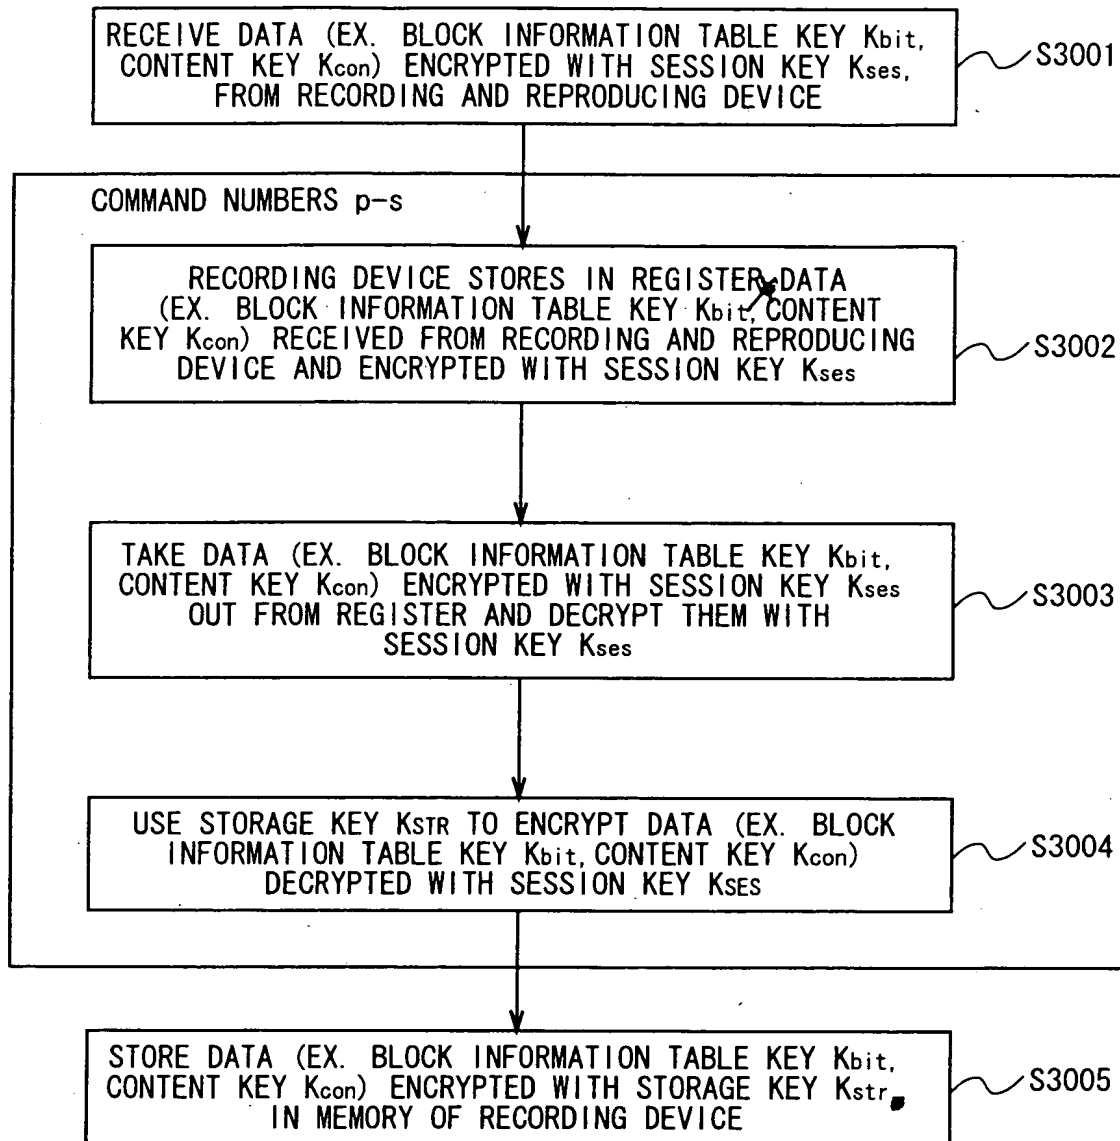 RECEIVE DATA (EX. BLOCK INFORMATION TABLE KEY Kbit,
CONTENT KEY Kcon) ENCRYPTED WITH SESSION KEY Kses,
FROM RECORDING AND REPRODUCING DEVICE
S3001
COMMAND NUMBERS p-s
RECORDING DEVICE STORES IN REGISTER DATA
(EX. BLOCK INFORMATION TABLE KEY Kbit, CONTENT
KEY Kcon) RECEIVED FROM RECORDING AND REPRODUCING
DEVICE AND ENCRYPTED WITH SESSION KEY Kses
S3002
TAKE DATA (EX. BLOCK INFORMATION TABLE KEY Kbit,
CONTENT KEY Kcon) ENCRYPTED WITH SESSION KEY Kses
OUT FROM REGISTER AND DECRYPT THEM WITH
SESSION KEY Kses
S3003
USE STORAGE KEY KSTR TO ENCRYPT DATA (EX. BLOCK
INFORMATION TABLE KEY Kbit, CONTENT KEY Kcon)
DECRYPTED WITH SESSION KEY KSES
S3004
STORE DATA (EX. BLOCK INFORMATION TABLE KEY Kbit,
CONTENT KEY Kcon) ENCRYPTED WITH STORAGE KEY Kstr
IN MEMORY OF RECORDING DEVICE
S3005